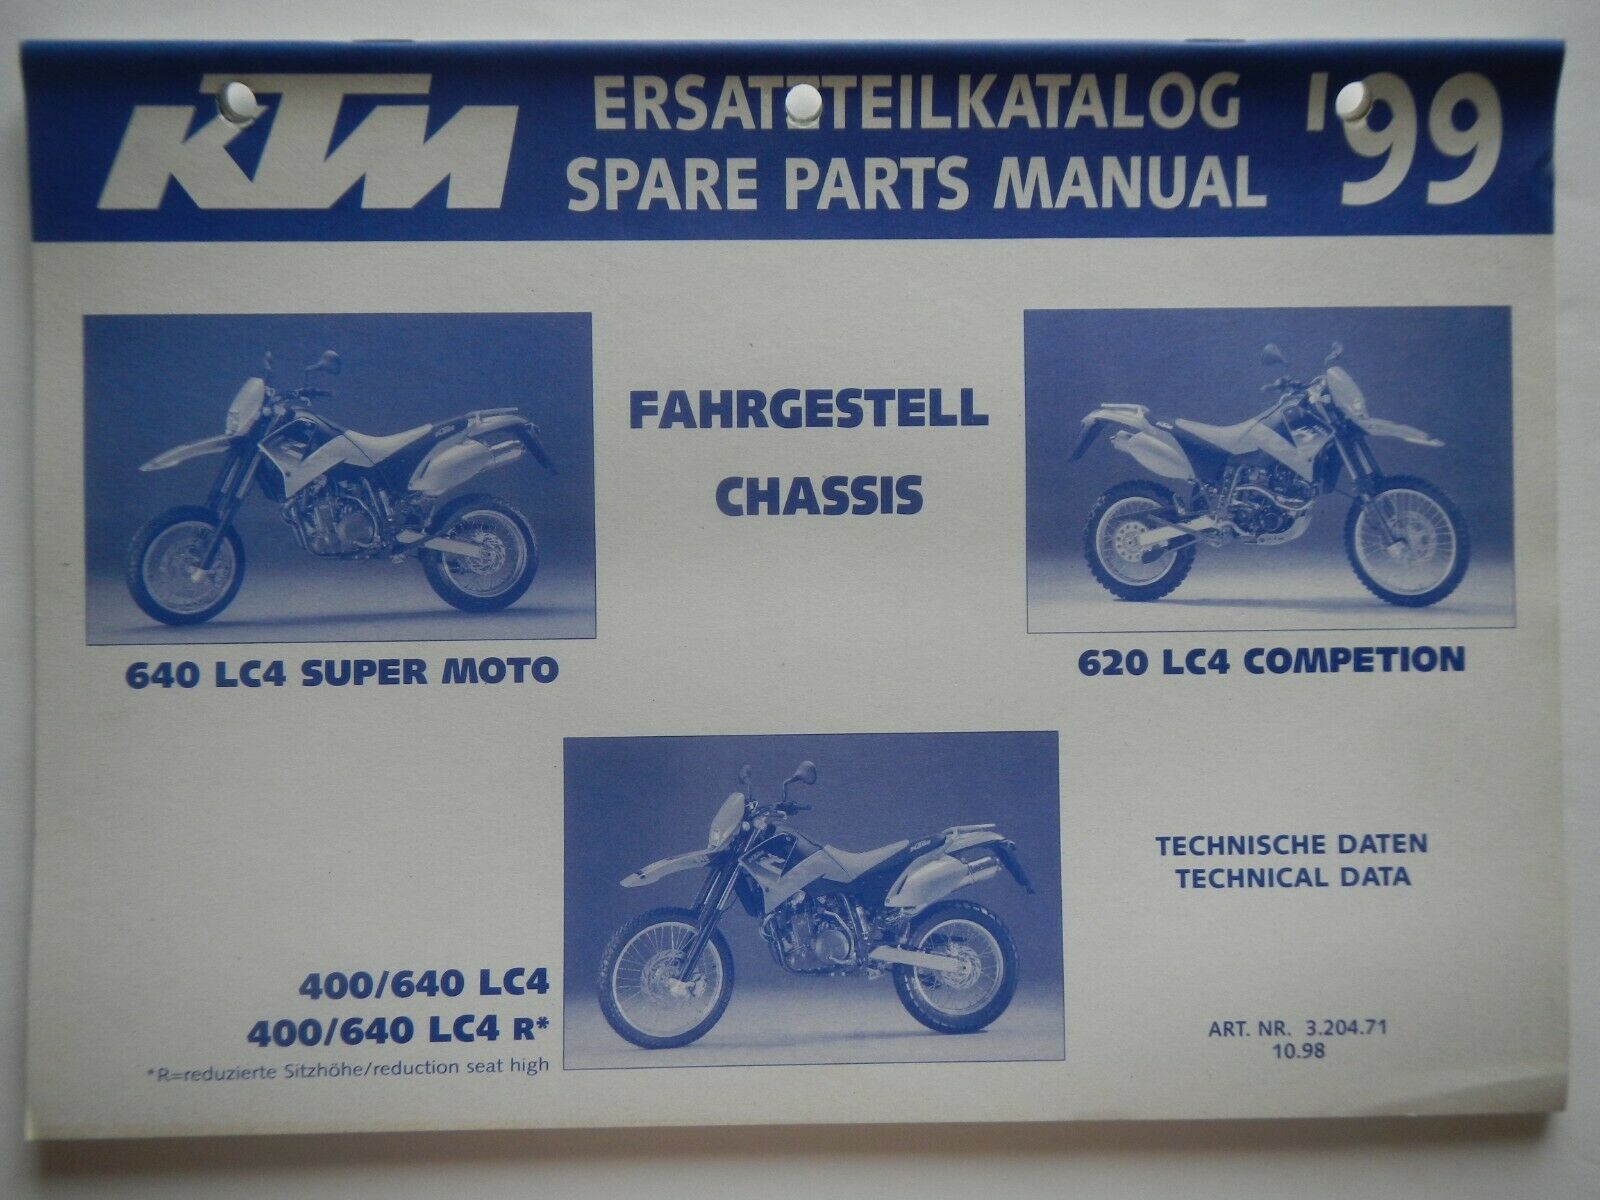 KTM
ERSATZTEILKATALOG
SPARE PARTS MANUAL
'99
FAHRGESTELL
CHASSIS
640 LC4 SUPER MOTO
620 LC4 COMPETION
TECHNISCHE DATEN
TECHNICAL DATA
400/640 LC4
400/640 LC4 R*
*R=reduzierte Sitzhöhe/reduction seat high
ART. NR. 3.204.71
10.98